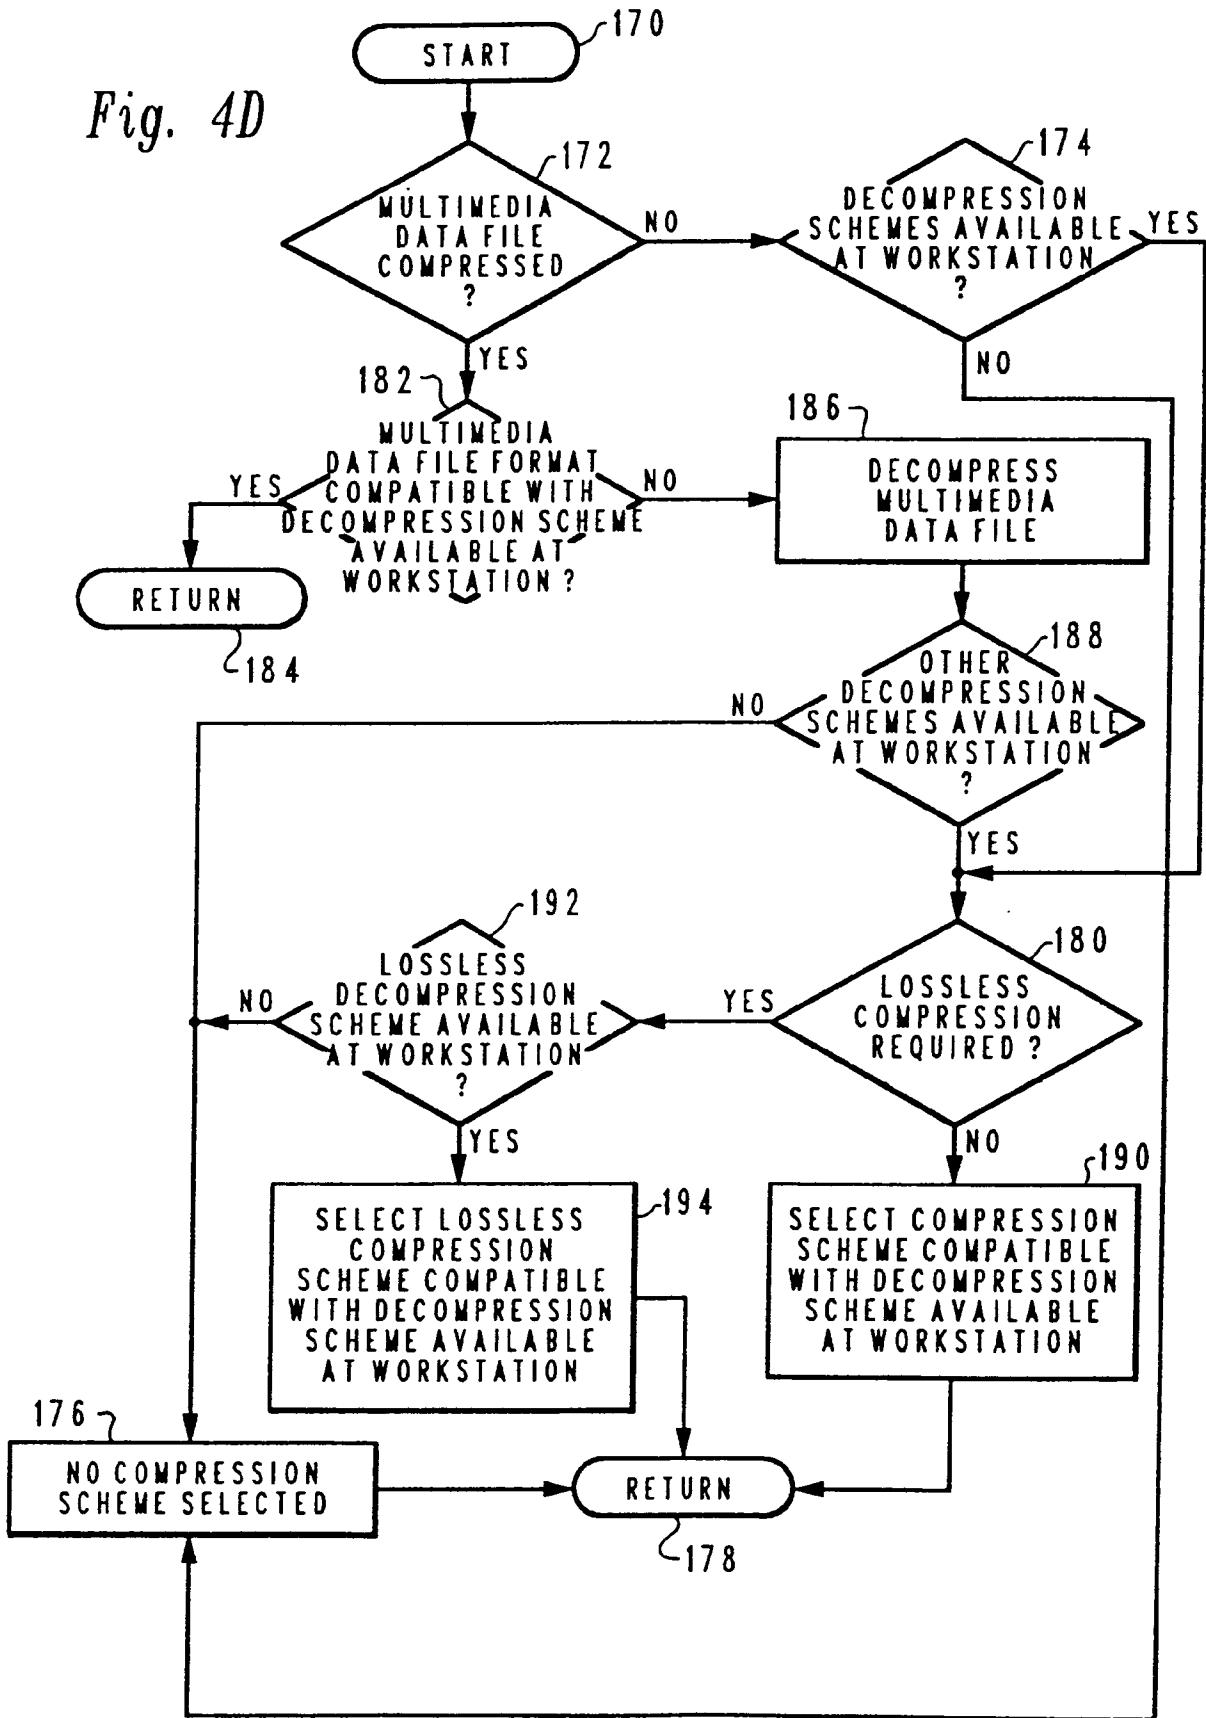 170
START
Fig. 4D
172
MULTIMEDIA
DATA FILE
COMPRESSED
?
NO
174
DECOMPRESSION
SCHEMES AVAILABLE
AT WORKSTATION
?
YES
YES
NO
182
MULTIMEDIA
DATA FILE FORMAT
COMPATIBLE WITH
DECOMPRESSION SCHEME
AVAILABLE AT
WORKSTATION ?
YES
NO
186
DECOMPRESS
MULTIMEDIA
DATA FILE
RETURN
184
188
OTHER
DECOMPRESSION
SCHEMES AVAILABLE
AT WORKSTATION
?
NO
YES
192
LOSSLESS
DECOMPRESSION
SCHEME AVAILABLE
AT WORKSTATION
?
NO
YES
180
LOSSLESS
COMPRESSION
REQUIRED ?
YES
NO
194
SELECT LOSSLESS
COMPRESSION
SCHEME COMPATIBLE
WITH DECOMPRESSION
SCHEME AVAILABLE
AT WORKSTATION
190
SELECT COMPRESSION
SCHEME COMPATIBLE
WITH DECOMPRESSION
SCHEME AVAILABLE
AT WORKSTATION
176
NO COMPRESSION
SCHEME SELECTED
RETURN
178